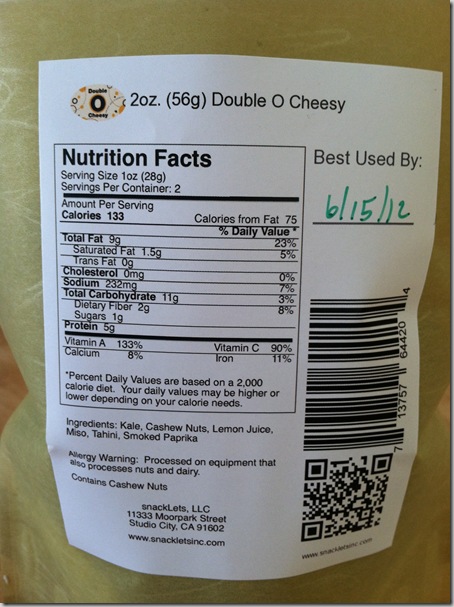 Double
O
Cheesy
2oz. (56g) Double O Cheesy
Nutrition Facts
Serving Size 1oz (28g)
Servings Per Container: 2
Amount Per Serving
Calories 133 Calories from Fat 75
% Daily Value *
Total Fat 9g 23%
Saturated Fat 1.5g 5%
Trans Fat 0g
Cholesterol 0mg 0%
Sodium 232mg 7%
Total Carbohydrate 11g 3%
Dietary Fiber 2g 8%
Sugars 1g
Protein 5g
Vitamin A 133% Vitamin C 90%
Calcium 8% Iron 11%
*Percent Daily Values are based on a 2,000
calorie diet. Your daily values may be higher or
lower depending on your calorie needs.
Ingredients: Kale, Cashew Nuts, Lemon Juice,
Miso, Tahini, Smoked Paprika
Allergy Warning: Processed on equipment that
also processes nuts and dairy.
Contains Cashew Nuts
snackLets, LLC
11333 Moorpark Street
Studio City, CA 91602
www.snackletsinc.com
Best Used By:
6/15/12
7 13757 64420 4
www.snackletsinc.com